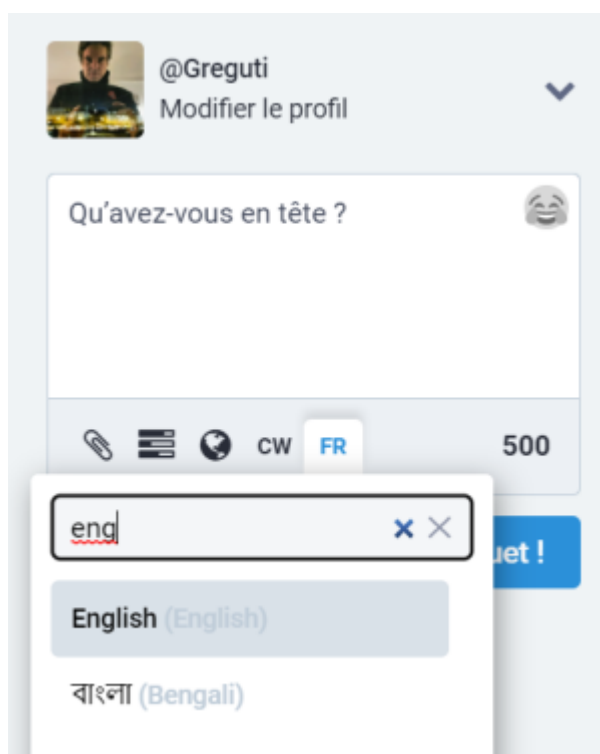 @Greguti
Modifier le profil
Qu'avez-vous en tête ?
CW FR 500
eng
uet !
English (English)
বাংলা (Bengali)